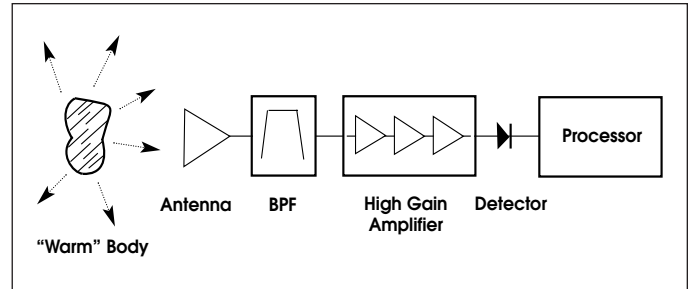 Processor
Antenna
BPF
High Gain
Amplifier
Detector
“Warm” Body